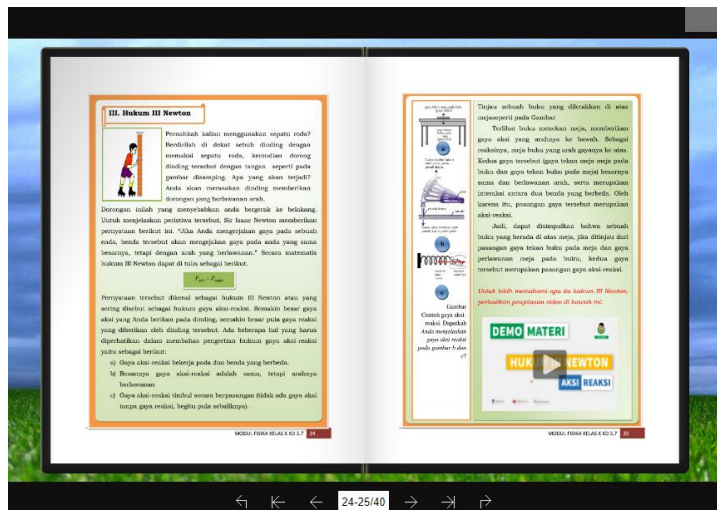 III. Hukum III Newton
Pernahkah kalian menggunakan sepatu roda?
Berdirilah di dekat sebuh dinding dengan
memakai sepatu roda, kemudian dorong
dinding tersebut dengan tangan seperti pada
gambar disamping. Apa yang akan terjadi?
Anda akan merasakan dinding memberikan
dorongan yang berlawanan arah.
Dorongan inilah yang menyebabkan anda bergerak ke belakang.
Untuk menjelaskan peristiwa tersebut, Sir Isaac Newton memberikan
pernyataan berikut ini. "Jika Anda mengerjakan gaya pada sebuah
enda, benda tersebut akan mengejakan gaya pada anda yang sama
besarnya, tetapi dengan arah yang berlawanan." Secara matematis
hukum III Newton dapat di tulis sebagai berikut.
Pernyataan tersebut dikenal sebagai hukum III Newton atau yang
sering disebut sebagai hukum gaya aksi-reaksi. Semakin besar gaya
aksi yang Anda berikan pada dinding, semakin besar pula gaya reaksi
yang diberikan oleh dinding tersebut. Ada beberapa hal yang harus
diperhatikan dalam membahas pengertian hukum gaya aksi-reaksi
yaitu sebagai berikut:
a) Gaya aksi-reaksi bekerja pada dua benda yang berbeda.
b) Besarnya gaya aksi-reaksi adalah sama, tetapi arahnya
berlawanan
c) Gaya aksi-reaksi timbul secara berpasangan (tidak ada gaya aksi
tanpa gaya reaksi, begitu pula sebaliknya).
MODUL FISIKA KELAS X KD 3.7 24
a
b
c
Gambar
Contoh gaya aksi
reaksi. Dapatkah
Anda menjelaskan
gaya aksi reaksi
pada gambar b dan
c?
Tinjau sebuah buku yang diletakkan di atas
mejaseperti pada Gambar
Terlihat buku menekan meja, memberikan
gaya aksi yang arahnya ke bawah. Sebagai
reaksinya, meja buku yang arah gayanya ke atas.
Kedua gaya tersebut (gaya tekan meja meja pada
buku dan gaya tekan buku pada meja) besarnya
sama dan berlawanan arah, serta merupakan
interaksi antara dua benda yang berbeda. Oleh
karena itu, pasangan gaya tersebut merupakan
aksi-reaksi.
Jadi, dapat disimpulkan bahwa sebuah
buku yang berada di atas meja, jika ditinjau dari
pasangan gaya tekan buku pada meja dan gaya
perlawanan meja pada buku, kedua gaya
tersebut merupakan pasangan gaya aksi-reaksi.
Untuk lebih memahami apa itu hukum III Newton,
perhatikan penjelasan video di bawah ini:
DEMO MATERI
HUKUM III NEWTON
AKSI REAKSI
MODUL FISIKA KELAS X KD 3.7 25
24-25/40